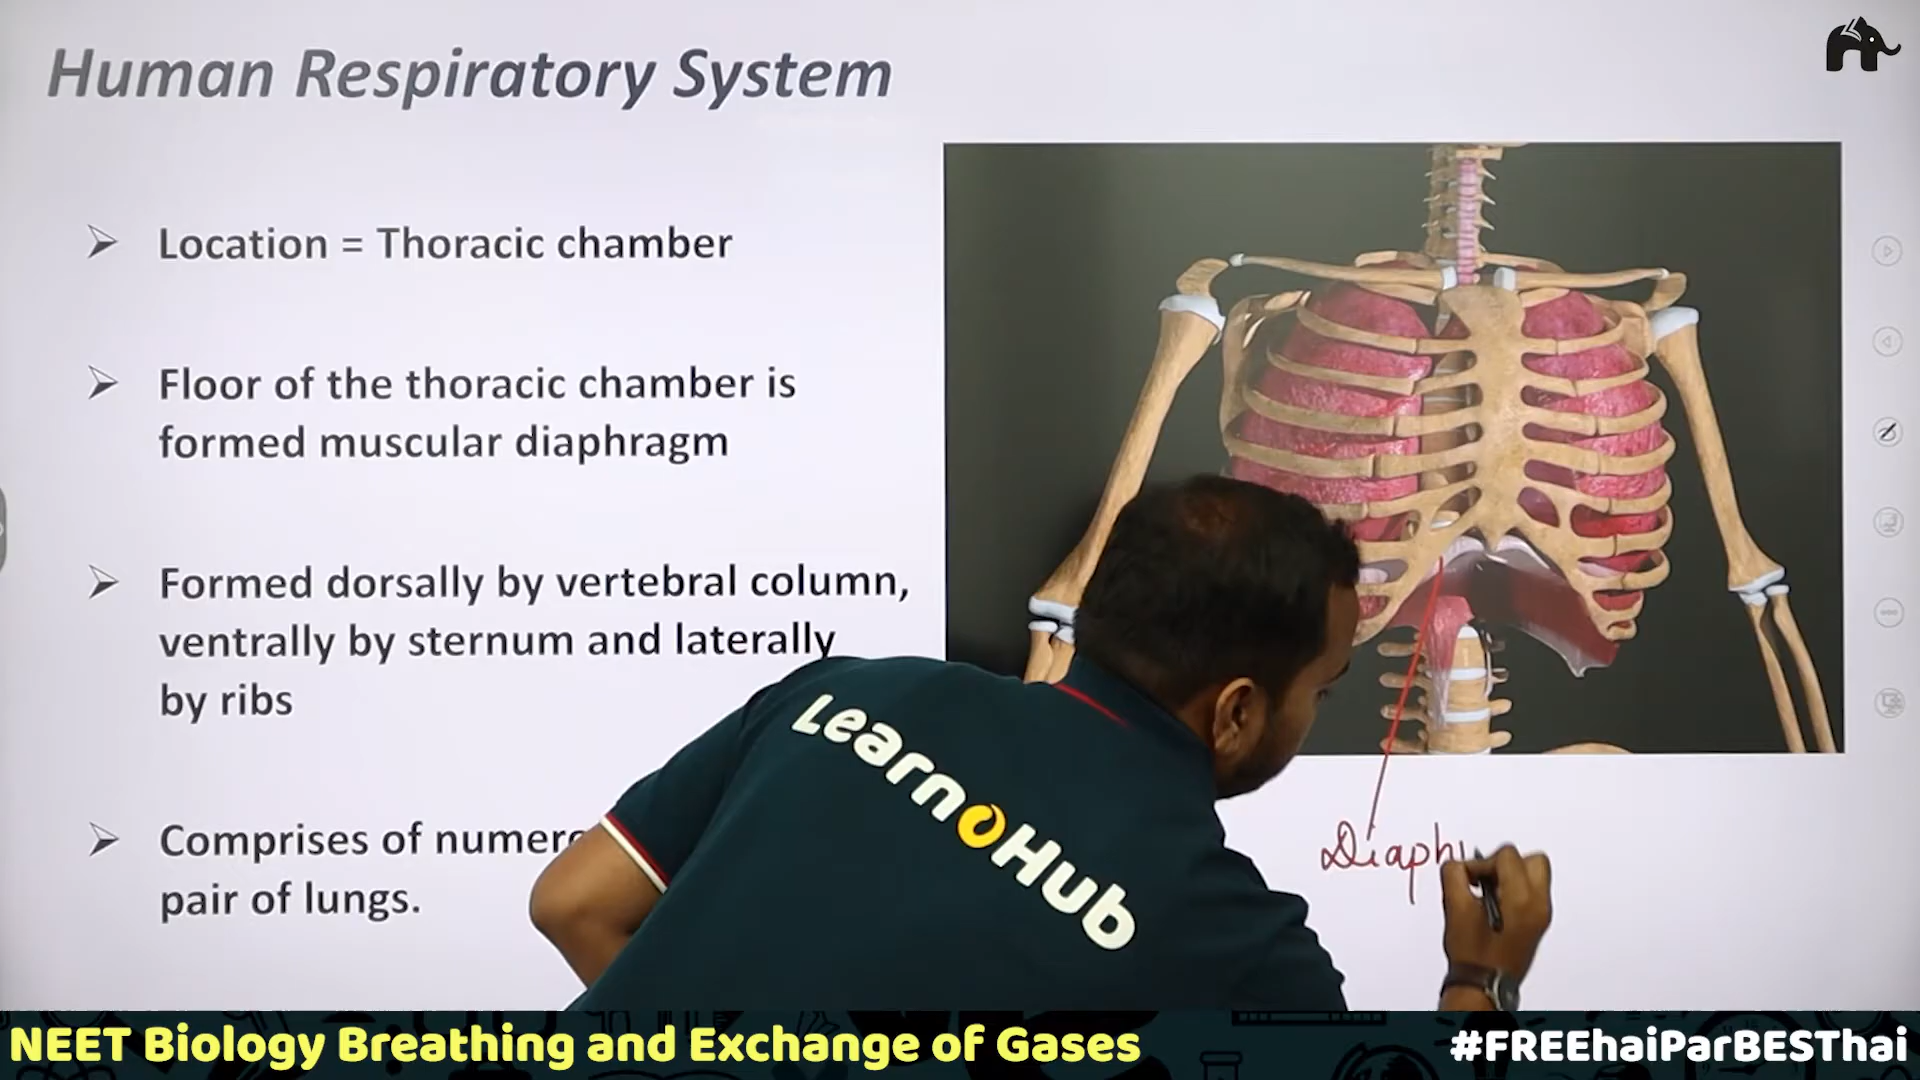 Human Respiratory System
Location = Thoracic chamber
Floor of the thoracic chamber is
formed muscular diaphragm
Formed dorsally by vertebral column,
ventrally by sternum and laterally
by ribs
Comprises of
pair of lungs.
Diaph
Learnohub
NEET Biology Breathing and Exchange of Gases
#FREEhaiParBESThai